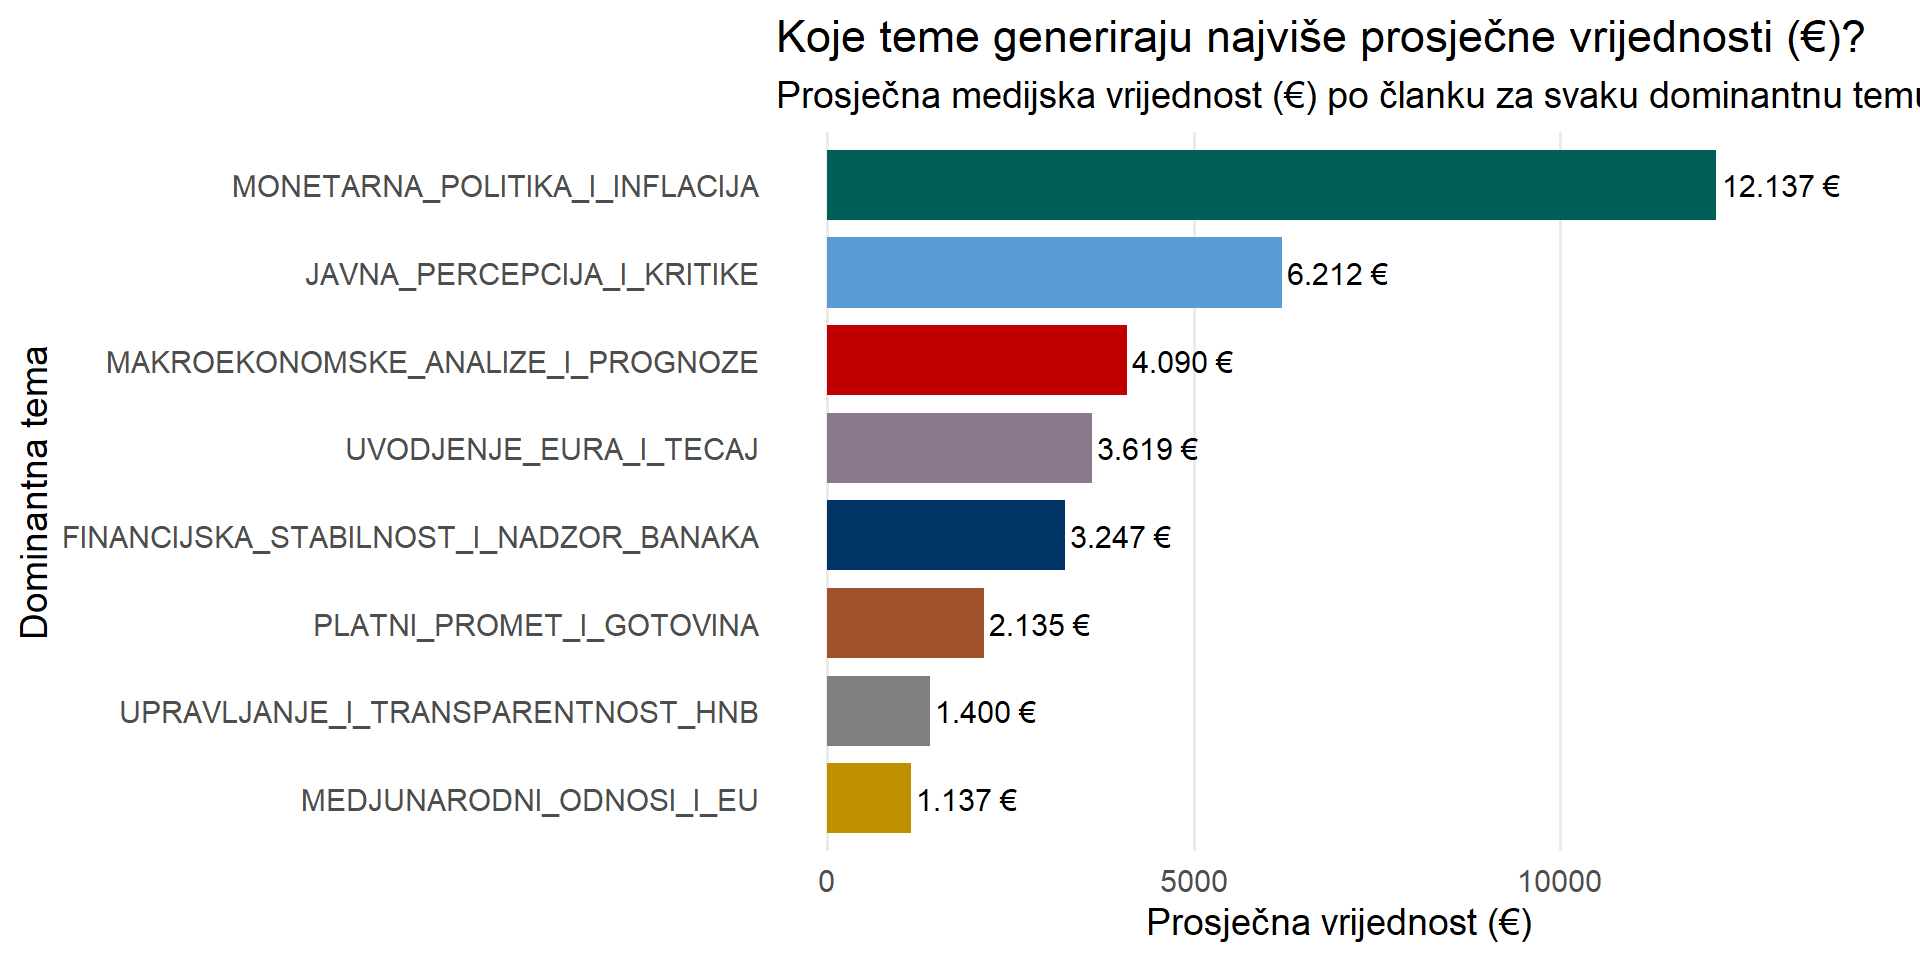 Koje teme generiraju najviše prosječne vrijednosti (€)?
Prosječna medijska vrijednost (€) po članku za svaku dominantnu temu
Dominantna tema
MONETARNA_POLITIKA_I_INFLACIJA 12.137 €
JAVNA_PERCEPCIJA_I_KRITIKE 6.212 €
MAKROEKONOMSKE_ANALIZE_I_PROGNOZE 4.090 €
UVODJENJE_EURA_I_TECAJ 3.619 €
FINANCIJSKA_STABILNOST_I_NADZOR_BANAKA 3.247 €
PLATNI_PROMET_I_GOTOVINA 2.135 €
UPRAVLJANJE_I_TRANSPARENTNOST_HNB 1.400 €
MEDJUNARODNI_ODNOSI_I_EU 1.137 €
0 5000 10000
Prosječna vrijednost (€)